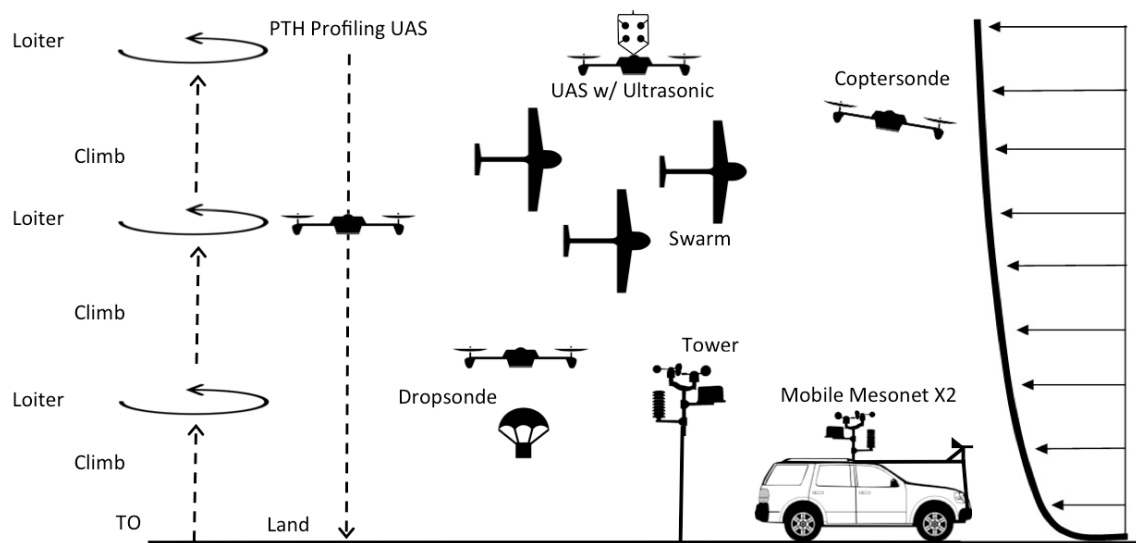 Loiter
PTH Profiling UAS
UAS w/ Ultrasonic
Coptersonde
Climb
Loiter
Swarm
Climb
Tower
Loiter
Dropsonde
Mobile Mesonet X2
Climb
TO
Land